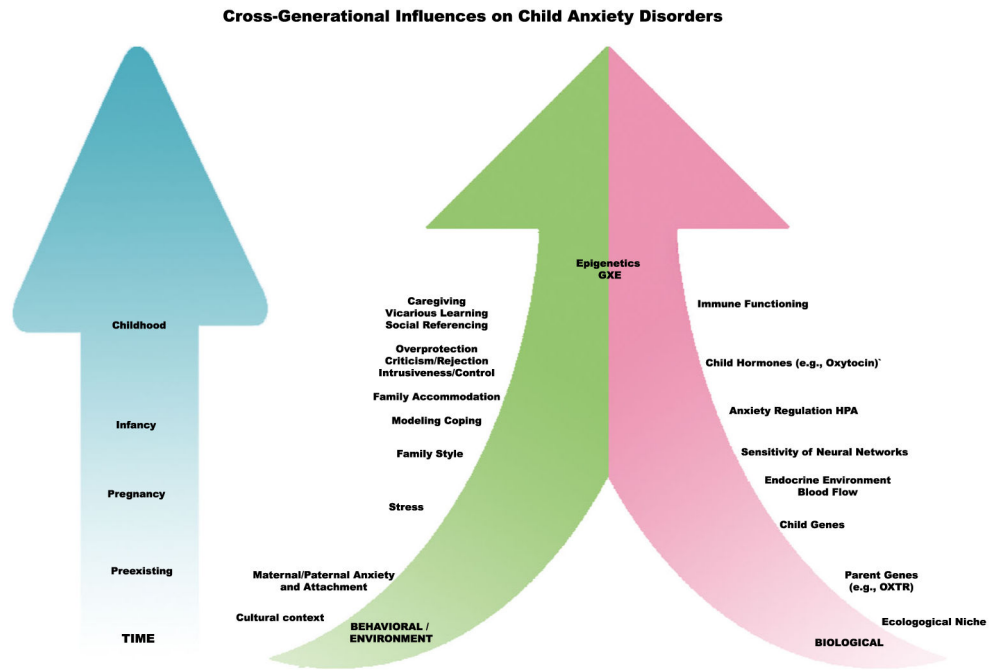 Cross-Generational Influences on Child Anxiety Disorders
Childhood
Infancy
Pregnancy
Preexisting
TIME
Epigenetics
GXE
Caregiving
Vicarious Learning
Social Referencing
Overprotection
Criticism/Rejection
Intrusiveness/Control
Family Accommodation
Modeling Coping
Family Style
Stress
Maternal/Paternal Anxiety
and Attachment
Cultural context
BEHAVIORAL /
ENVIRONMENT
Immune Functioning
Child Hormones (e.g., Oxytocin)`
Anxiety Regulation HPA
Sensitivity of Neural Networks
Endocrine Environment
Blood Flow
Child Genes
Parent Genes
(e.g., OXTR)
Ecologogical Niche
BIOLOGICAL